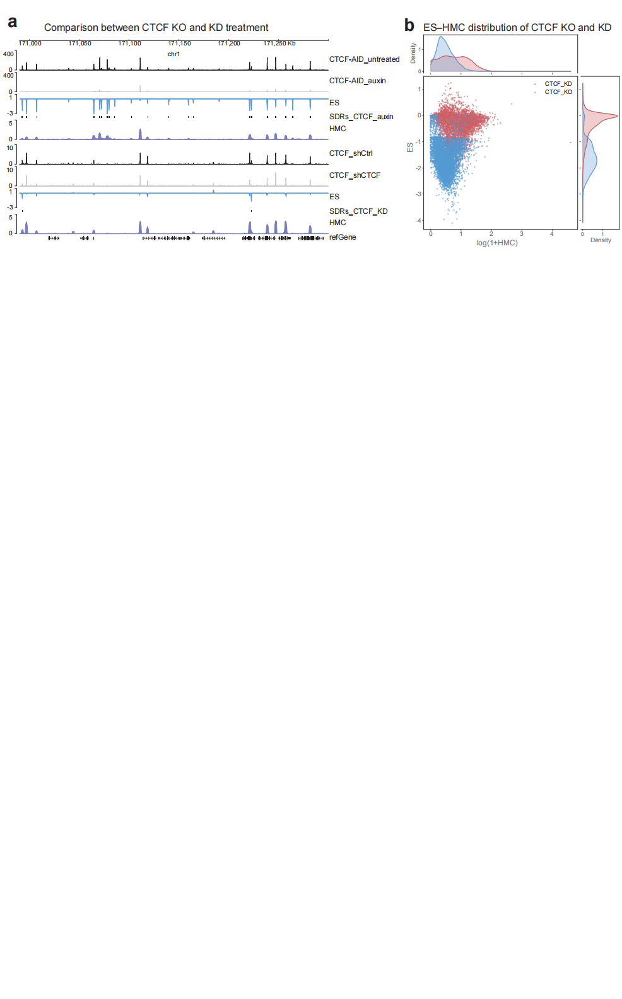 a
Comparison between CTCF KO and KD treatment
171,000 171,050 171,100 171,150 171,200 171,250 Kb
chr1
400
0
CTCF-AID_untreated
400
0
CTCF-AID_auxin
1
-3
ES
SDRs_CTCF_auxin
5
0
HMC
10
0
CTCF_shCtrl
10
0
CTCF_shCTCF
1
-3
ES
SDRs_CTCF_KD
5
0
HMC
refGene
b
ES–HMC distribution of CTCF KO and KD
Density
1
0
CTCF_KD
CTCF_KO
ES
1
0
-1
-2
-3
-4
0 1 2 3 4
log(1+HMC)
0 1
Density